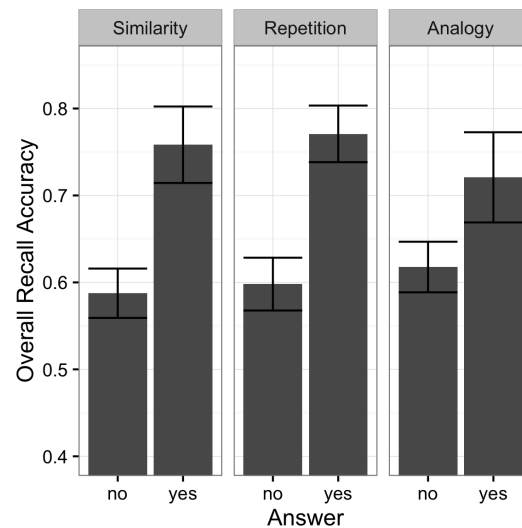 Similarity Repetition Analogy
Overall Recall Accuracy
0.8
0.7
0.6
0.5
0.4
no yes no yes no yes
Answer